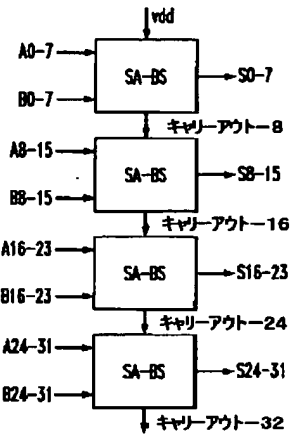 vdd
A0-7
SA-BS
S0-7
B0-7
キャリーアウト-8
A8-15
SA-BS
S8-15
B8-15
キャリーアウト-16
A16-23
SA-BS
S16-23
B16-23
キャリーアウト-24
A24-31
SA-BS
S24-31
B24-31
キャリーアウト-32